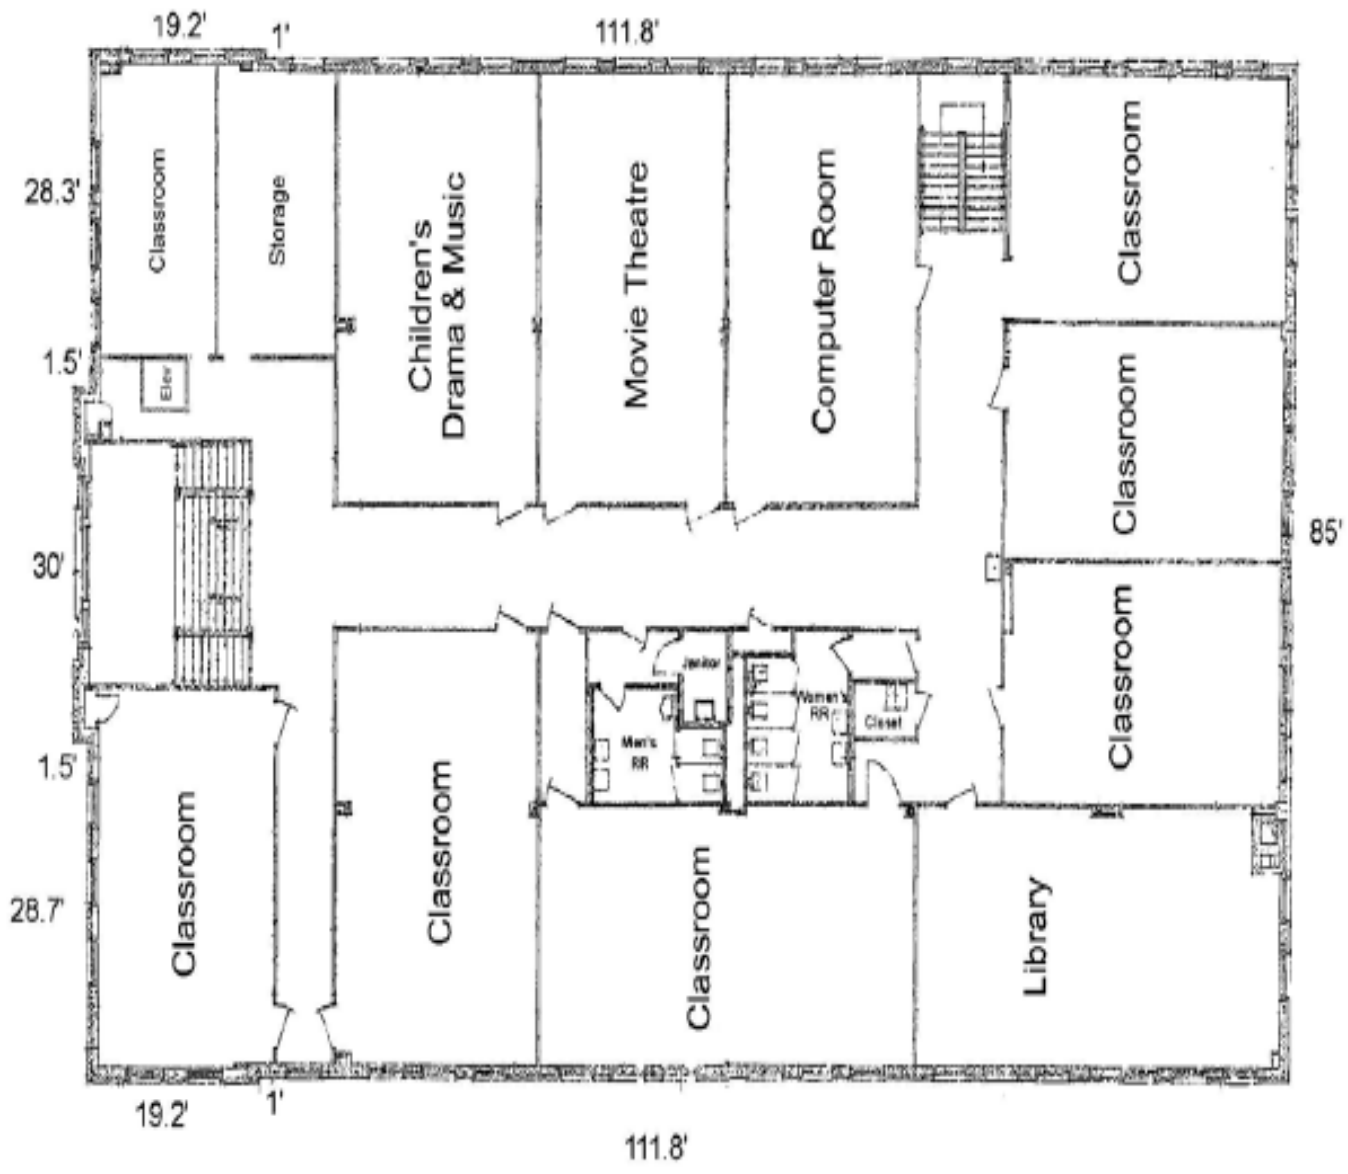 19.2'
1'
111.8'
28.3'
Classroom
Storage
Children's
Drama & Music
Movie Theatre
Computer Room
Classroom
1.5'
Elev
Classroom
30'
85'
Classroom
Janitor
Women's
RR
Closet
Men's
RR
1.5'
Classroom
Classroom
Classroom
Library
28.7'
19.2'
1'
111.8'